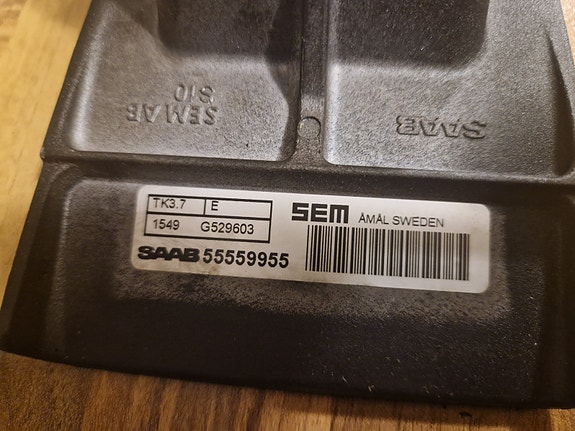 SEM AB
S10
SAAB
TK3.7 E
1549 G529603
SEM ÅMÅL SWEDEN
SAAB 55559955